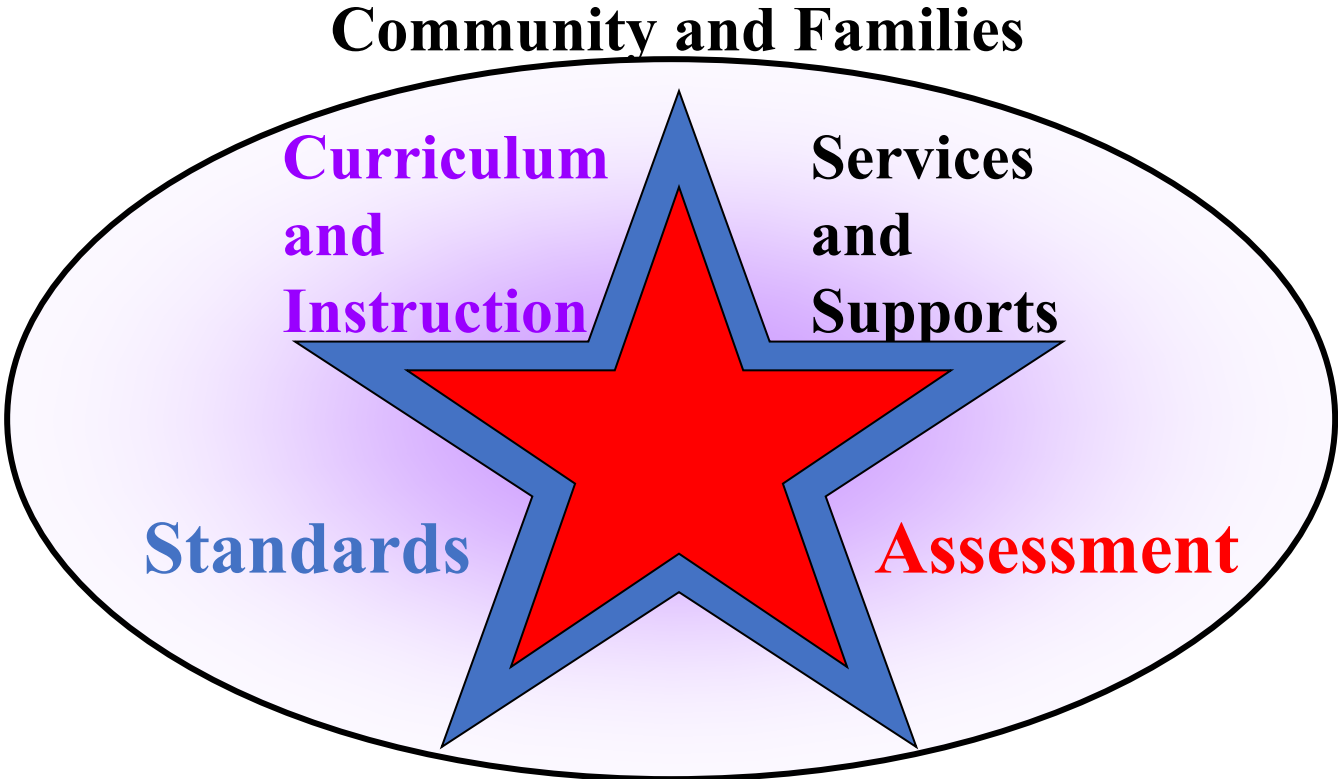 Community and Families
Curriculum
and
Instruction
Services
and
Supports
Standards
Assessment